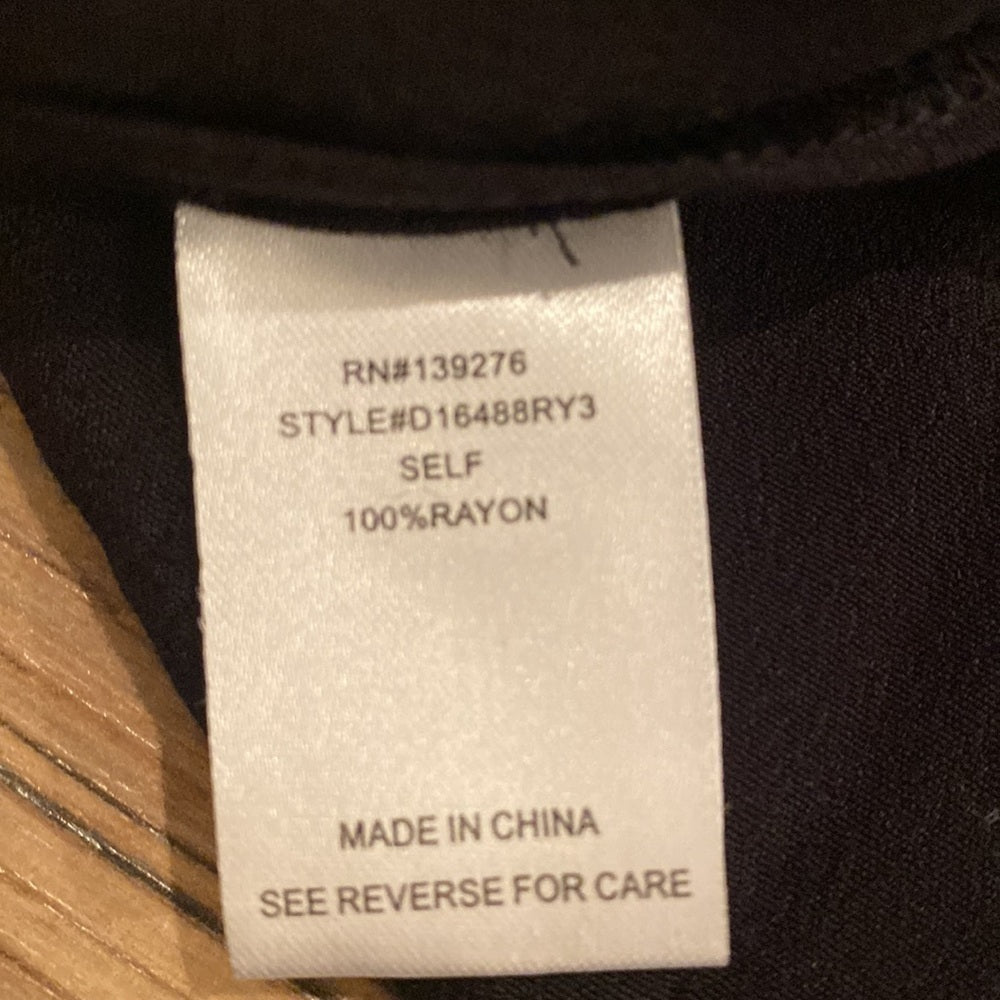 RN#139276
STYLE#D16488RY3
SELF
100%RAYON
MADE IN CHINA
SEE REVERSE FOR CARE